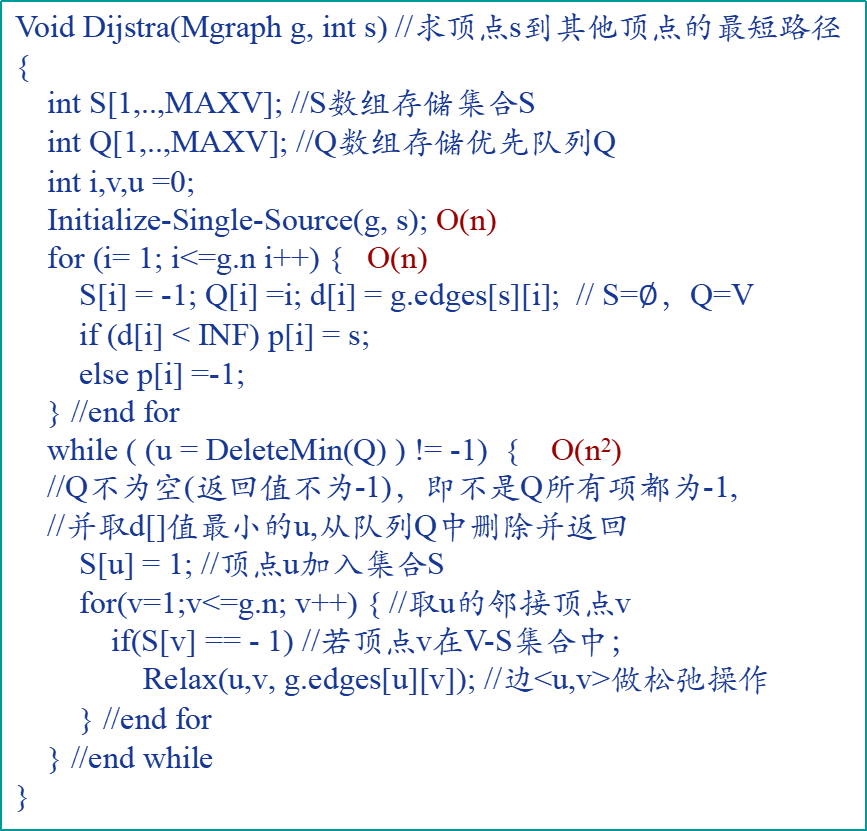 Void Dijstra(Mgraph g, int s) //求顶点s到其他顶点的最短路径
{
int S[1,..,MAXV]; //S数组存储集合S
int Q[1,..,MAXV]; //Q数组存储优先队列Q
int i,v,u =0;
Initialize-Single-Source(g, s); O(n)
for (i= 1; i<=g.n i++) { O(n)
S[i] = -1; Q[i] =i; d[i] = g.edges[s][i]; // S=∅，Q=V
if (d[i] < INF) p[i] = s;
else p[i] =-1;
} //end for
while ( (u = DeleteMin(Q) ) != -1) { O(n²)
//Q不为空(返回值不为-1)，即不是Q所有项都为-1,
//并取d[]值最小的u,从队列Q中删除并返回
S[u] = 1; //顶点u加入集合S
for(v=1;v<=g.n; v++) { //取u的邻接顶点v
if(S[v] == - 1) //若顶点v在V-S集合中；
Relax(u,v, g.edges[u][v]); //边<u,v>做松弛操作
} //end for
} //end while
}